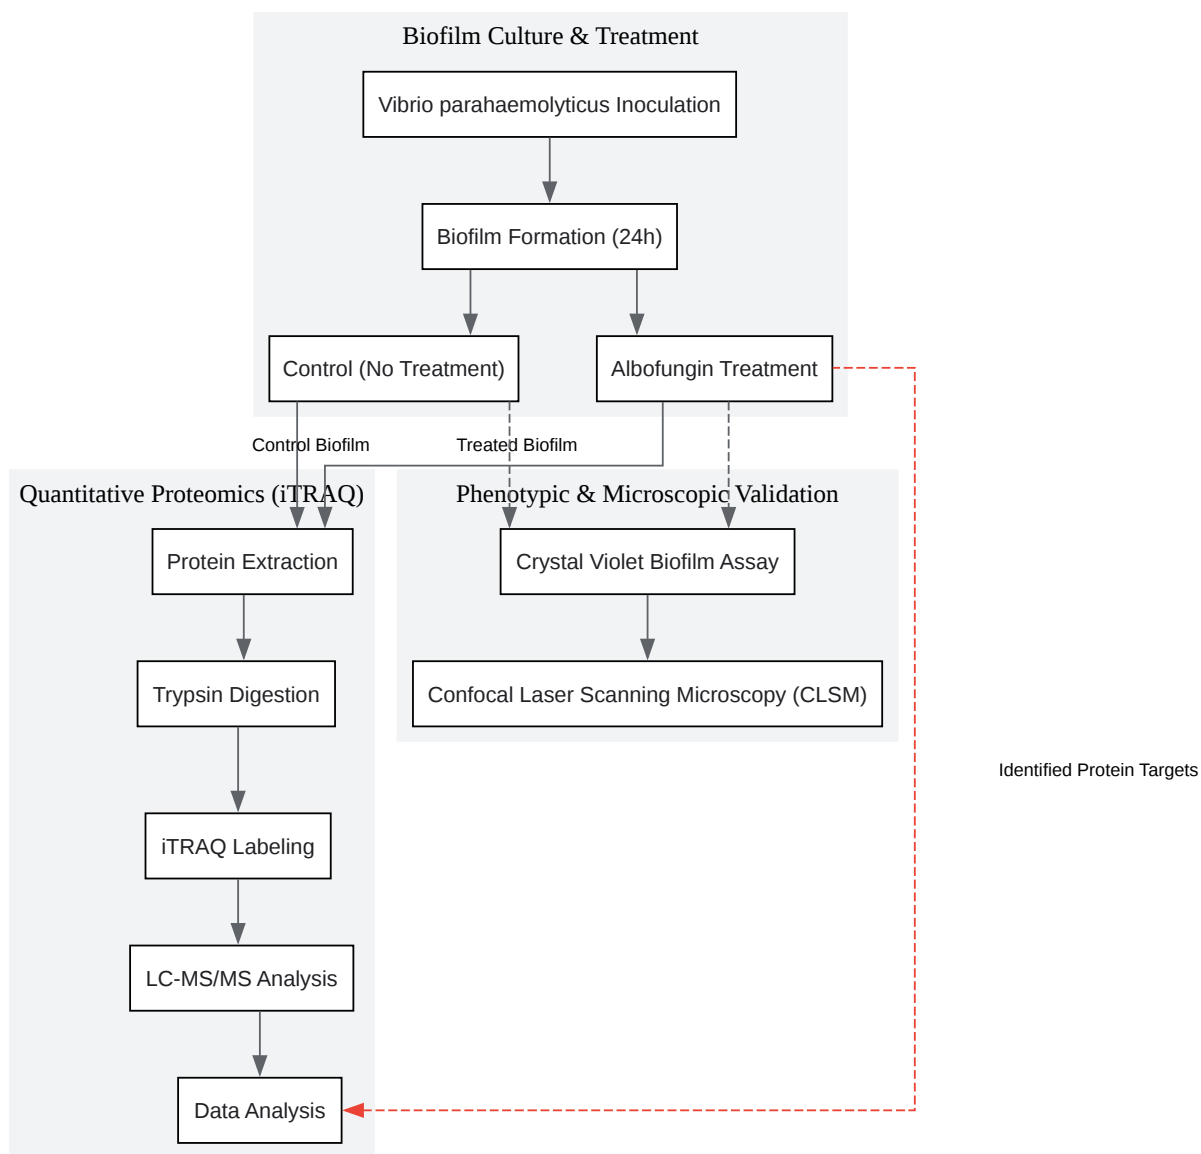 Biofilm Culture & Treatment
Vibrio parahaemolyticus Inoculation
Biofilm Formation (24h)
Control (No Treatment)
Albofungin Treatment
Control Biofilm
Treated Biofilm
Quantitative Proteomics (iTRAQ)
Phenotypic & Microscopic Validation
Protein Extraction
Crystal Violet Biofilm Assay
Trypsin Digestion
Confocal Laser Scanning Microscopy (CLSM)
Identified Protein Targets
iTRAQ Labeling
LC-MS/MS Analysis
Data Analysis